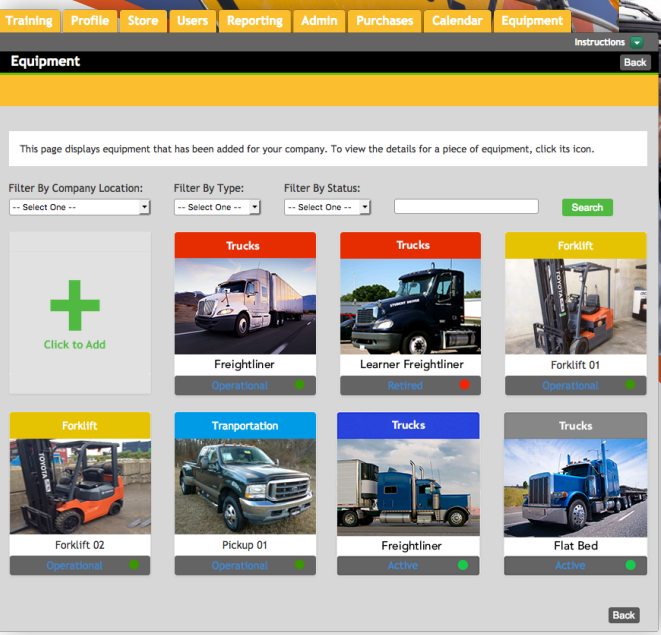 Training Profile Store Users Reporting Admin Purchases Calendar Equipment
Instructions
Equipment Back
This page displays equipment that has been added for your company. To view the details for a piece of equipment, click its icon.
Filter By Company Location: Filter By Type: Filter By Status:
-- Select One -- -- Select One -- -- Select One -- Search
Trucks Trucks Forklift
STUDENT DRIVER
TOYOTA
Click to Add
Freightliner Learner Freightliner Forklift 01
Operational Retired Operational
Forklift Tranportation Trucks Trucks
TOYOTA
Forklift 02 Pickup 01 Freightliner Flat Bed
Operational Operational Active Active
Back